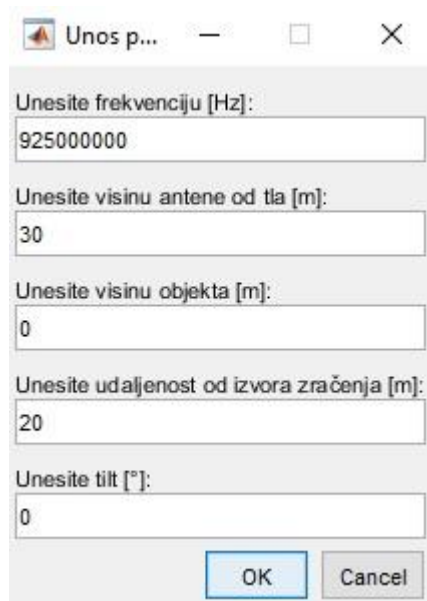 Unos p...
Unesite frekvenciju [Hz]:
925000000
Unesite visinu antene od tla [m]:
30
Unesite visinu objekta [m]:
0
Unesite udaljenost od izvora zračenja [m]:
20
Unesite tilt [°]:
0
OK Cancel